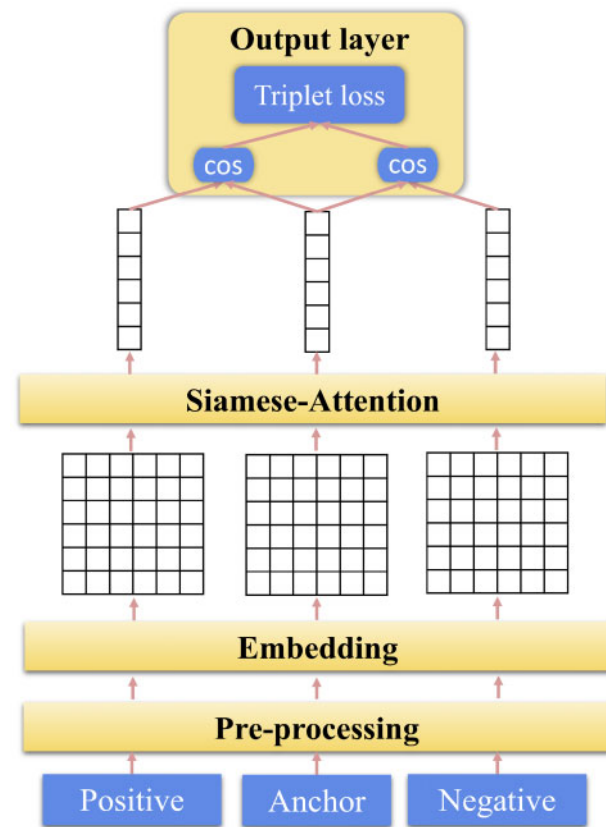 Output layer
Triplet loss
cos cos
Siamese-Attention
Embedding
Pre-processing
Positive Anchor Negative